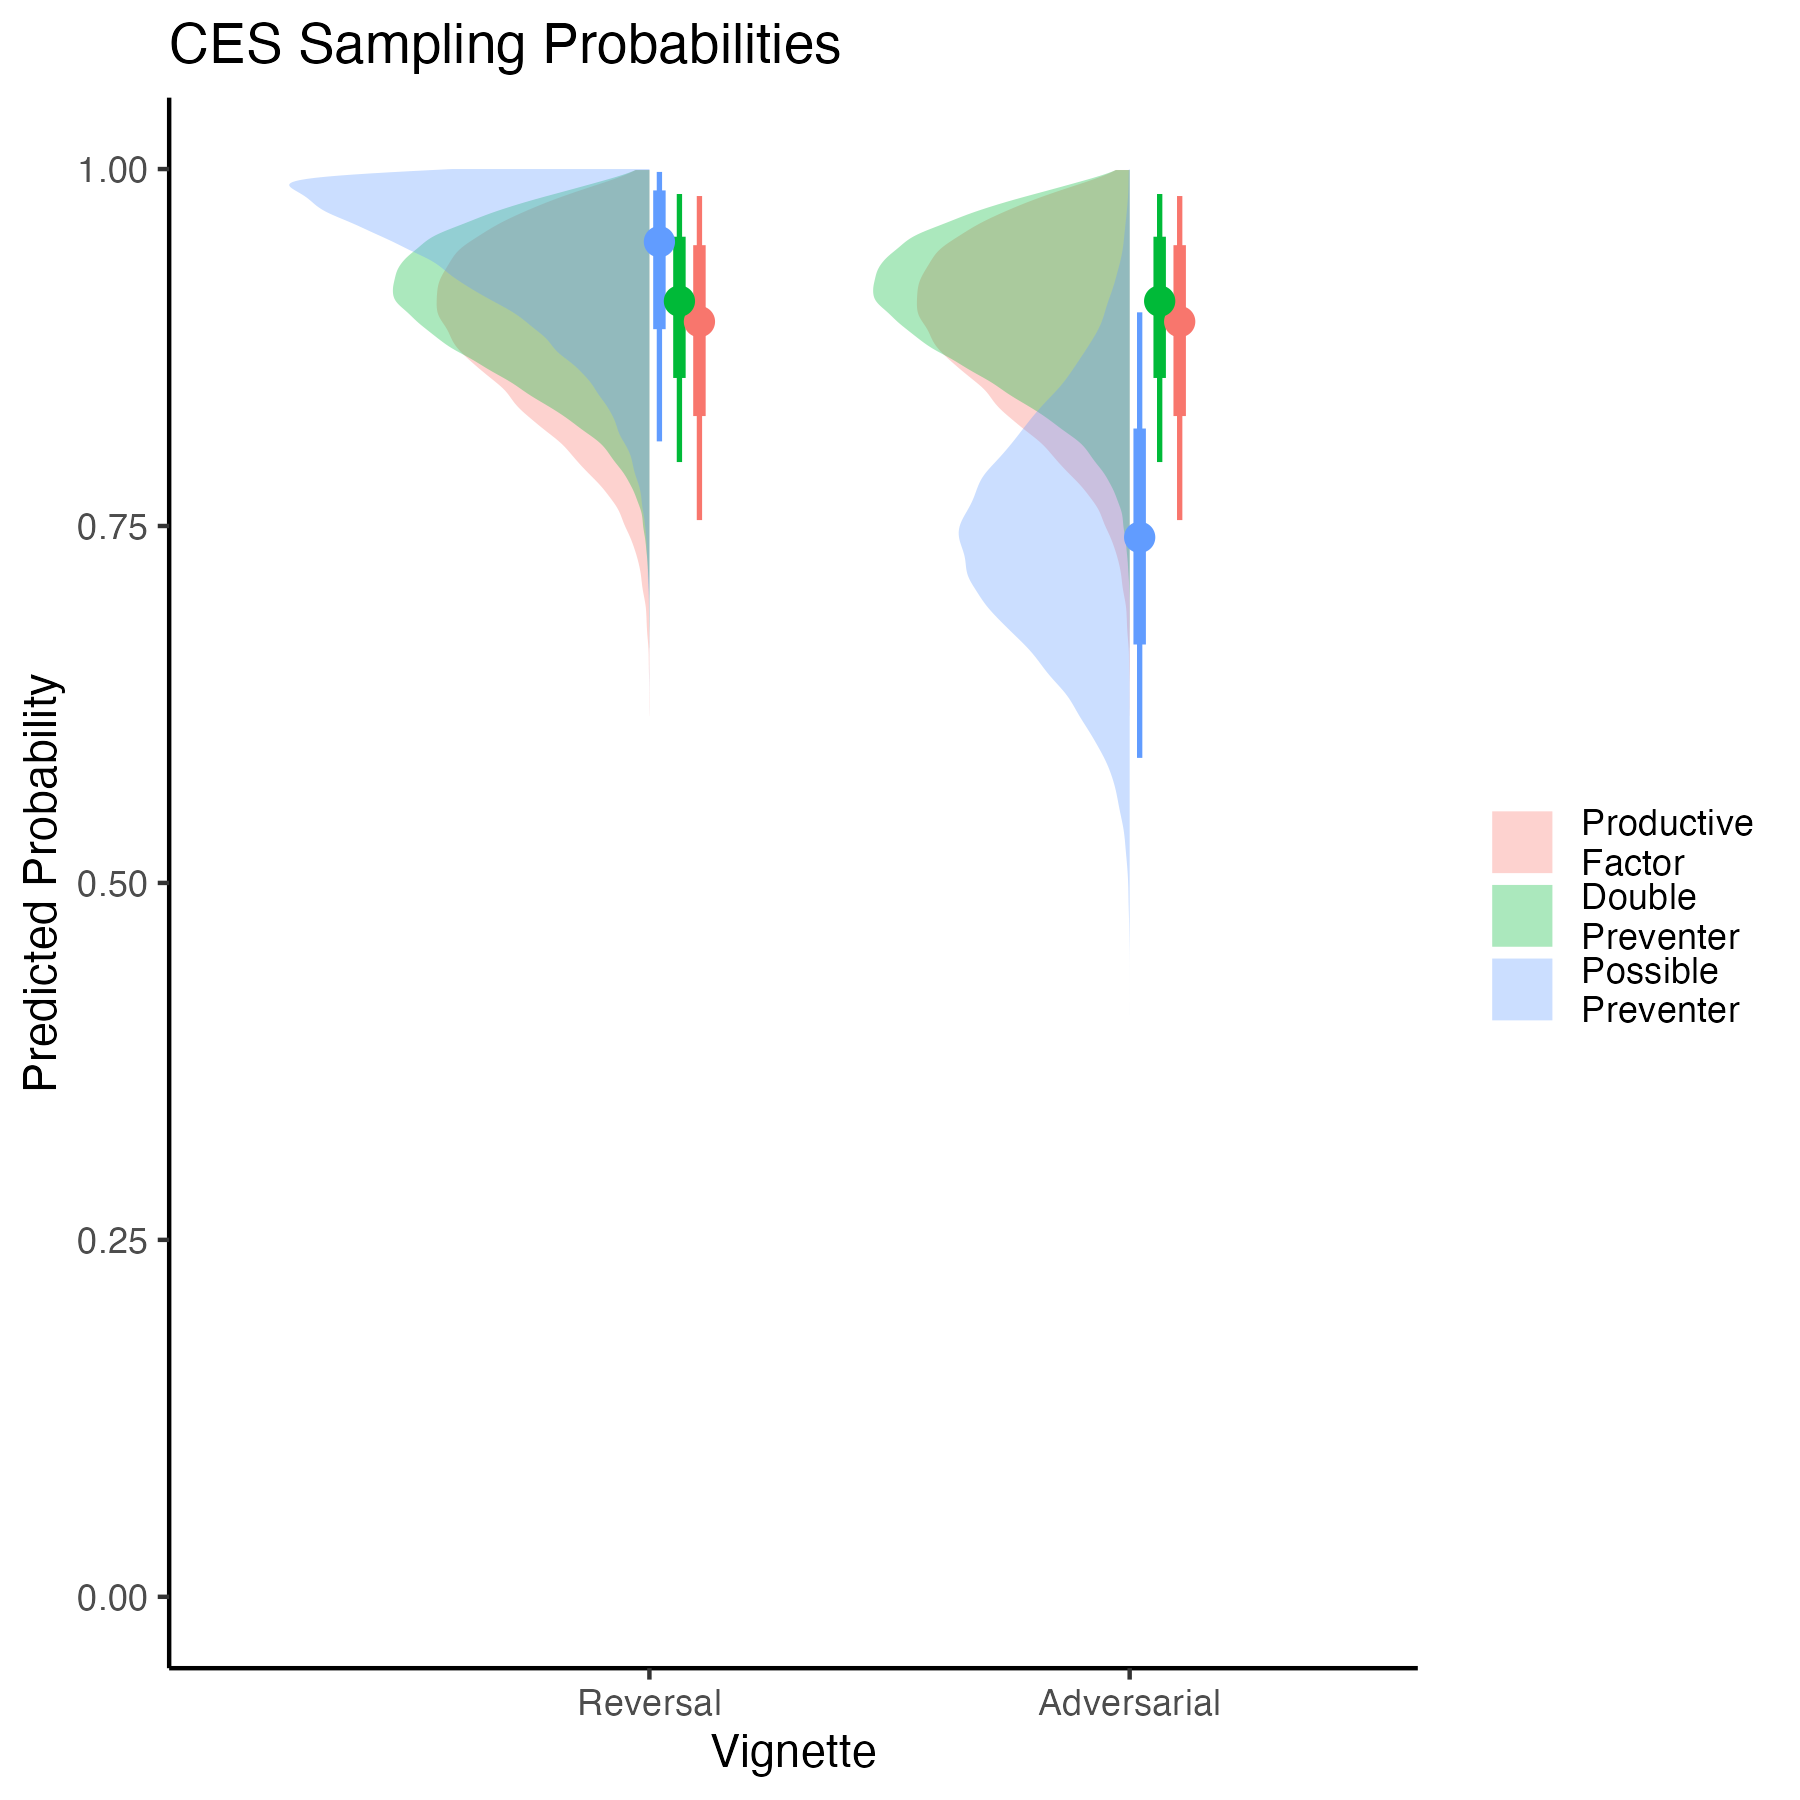 CES Sampling Probabilities
Predicted Probability
1.00
0.75
0.50
0.25
0.00
Reversal
Adversarial
Vignette
Productive
Factor
Double
Preventer
Possible
Preventer